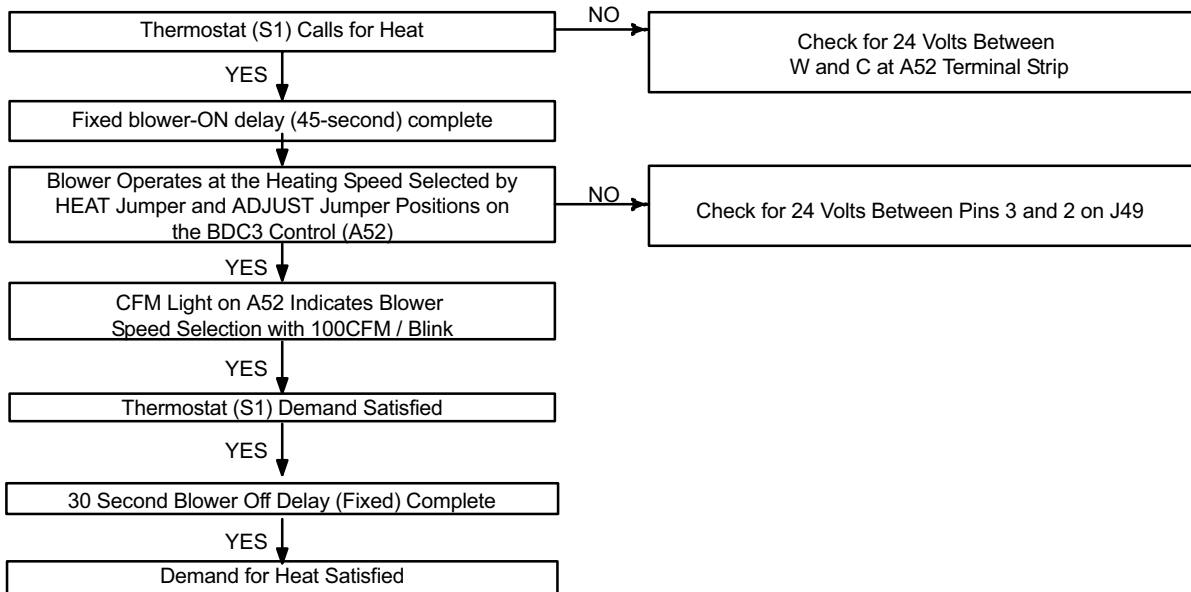 Thermostat (S1) Calls for Heat
NO
Check for 24 Volts Between
W and C at A52 Terminal Strip
YES
Fixed blower-ON delay (45-second) complete
Blower Operates at the Heating Speed Selected by
HEAT Jumper and ADJUST Jumper Positions on
the BDC3 Control (A52)
NO
Check for 24 Volts Between Pins 3 and 2 on J49
YES
CFM Light on A52 Indicates Blower
Speed Selection with 100CFM / Blink
YES
Thermostat (S1) Demand Satisfied
YES
30 Second Blower Off Delay (Fixed) Complete
YES
Demand for Heat Satisfied